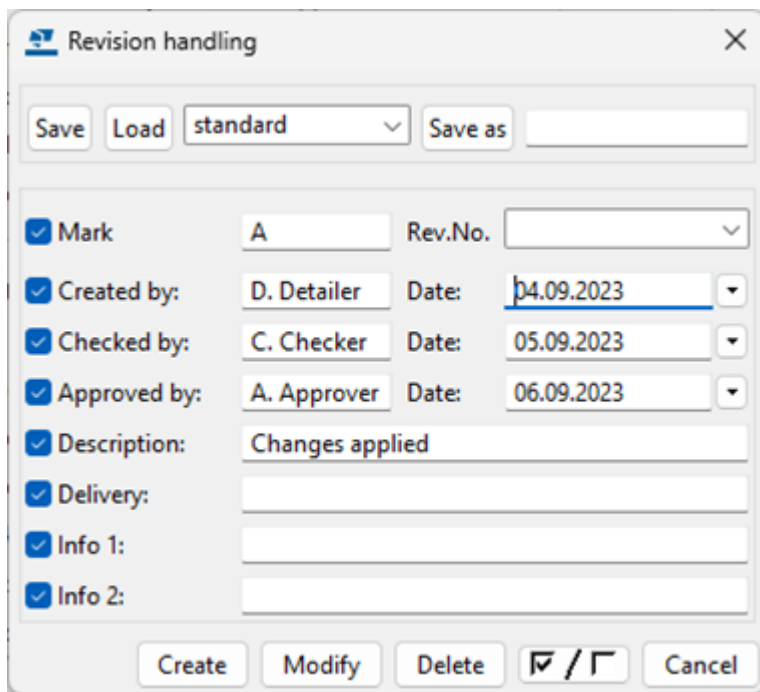 Revision handling
Save Load standard Save as
Mark A Rev.No.
Created by: D. Detailer Date: 04.09.2023
Checked by: C. Checker Date: 05.09.2023
Approved by: A. Approver Date: 06.09.2023
Description: Changes applied
Delivery:
Info 1:
Info 2:
Create Modify Delete / Cancel